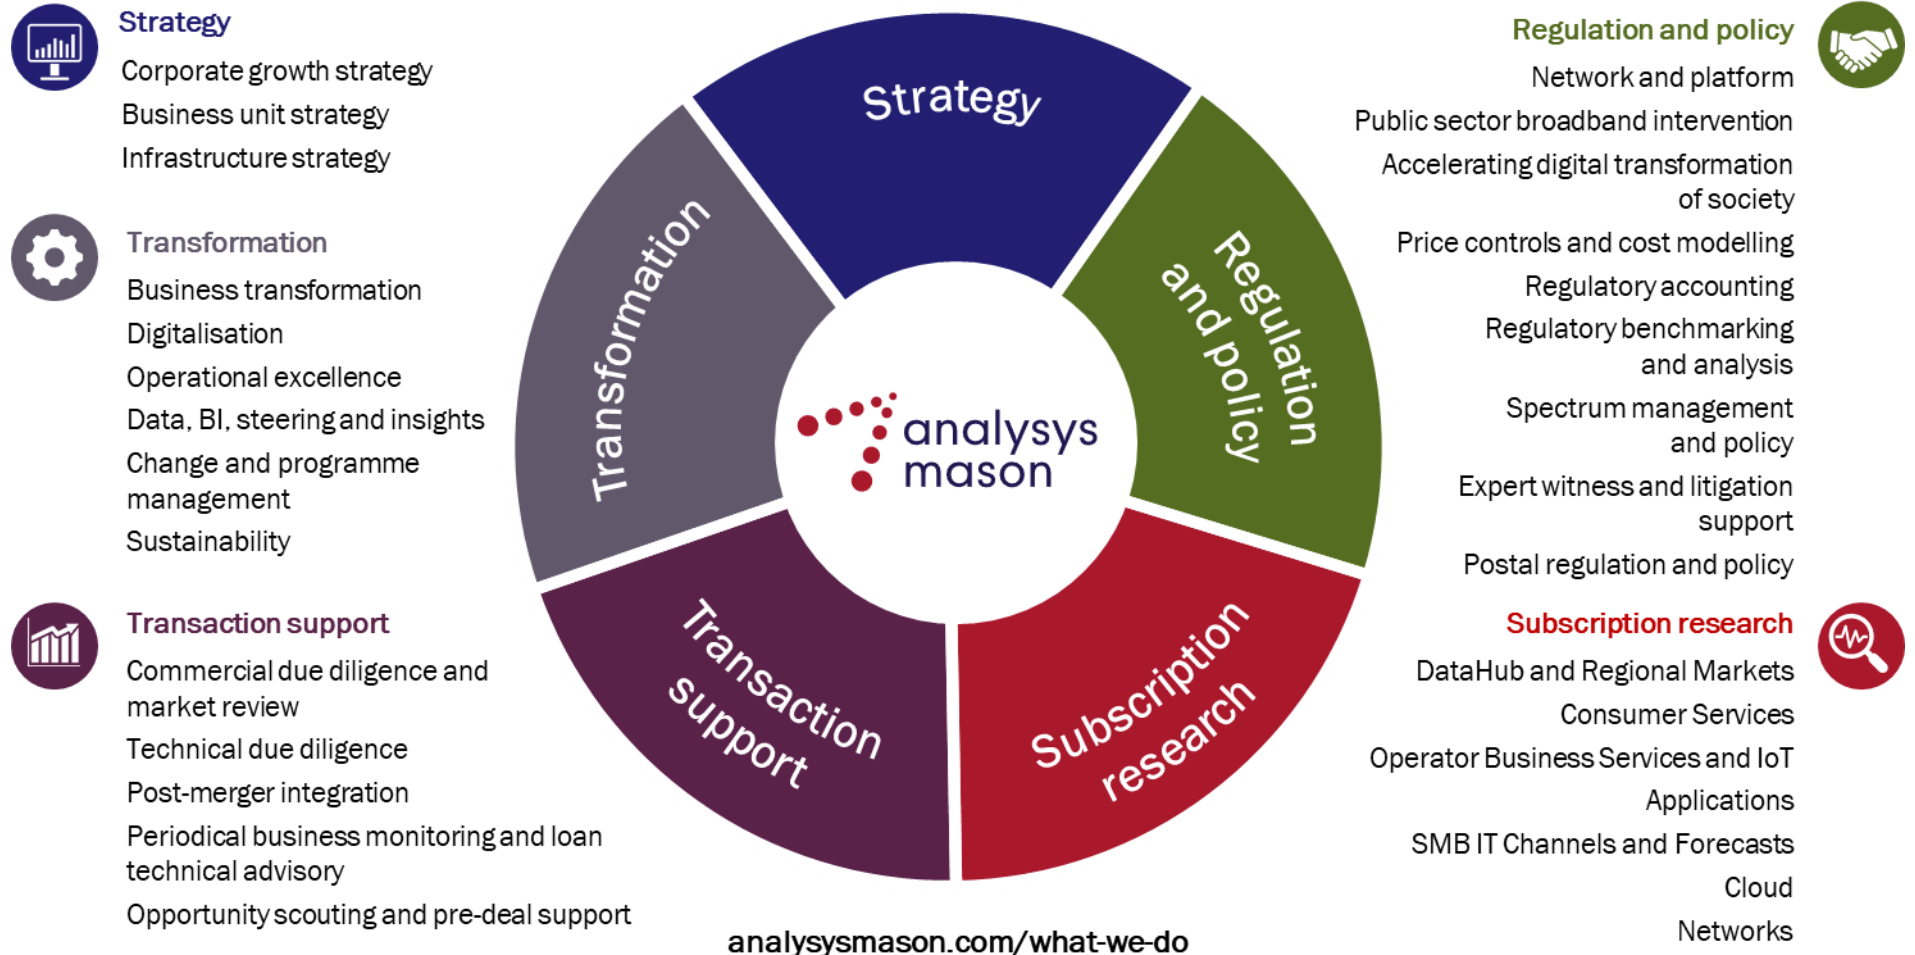 Strategy
Corporate growth strategy
Business unit strategy
Infrastructure strategy
Transformation
Business transformation
Digitalisation
Operational excellence
Data, BI, steering and insights
Change and programme
management
Sustainability
Transaction support
Commercial due diligence and
market review
Technical due diligence
Post-merger integration
Periodical business monitoring and loan
technical advisory
Opportunity scouting and pre-deal support
Strategy
Regulation
and policy
Subscription
research
Transaction
support
Transformation
analysys
mason
analysysmason.com/what-we-do
Regulation and policy
Network and platform
Public sector broadband intervention
Accelerating digital transformation
of society
Price controls and cost modelling
Regulatory accounting
Regulatory benchmarking
and analysis
Spectrum management
and policy
Expert witness and litigation
support
Postal regulation and policy
Subscription research
DataHub and Regional Markets
Consumer Services
Operator Business Services and IoT
Applications
SMB IT Channels and Forecasts
Cloud
Networks